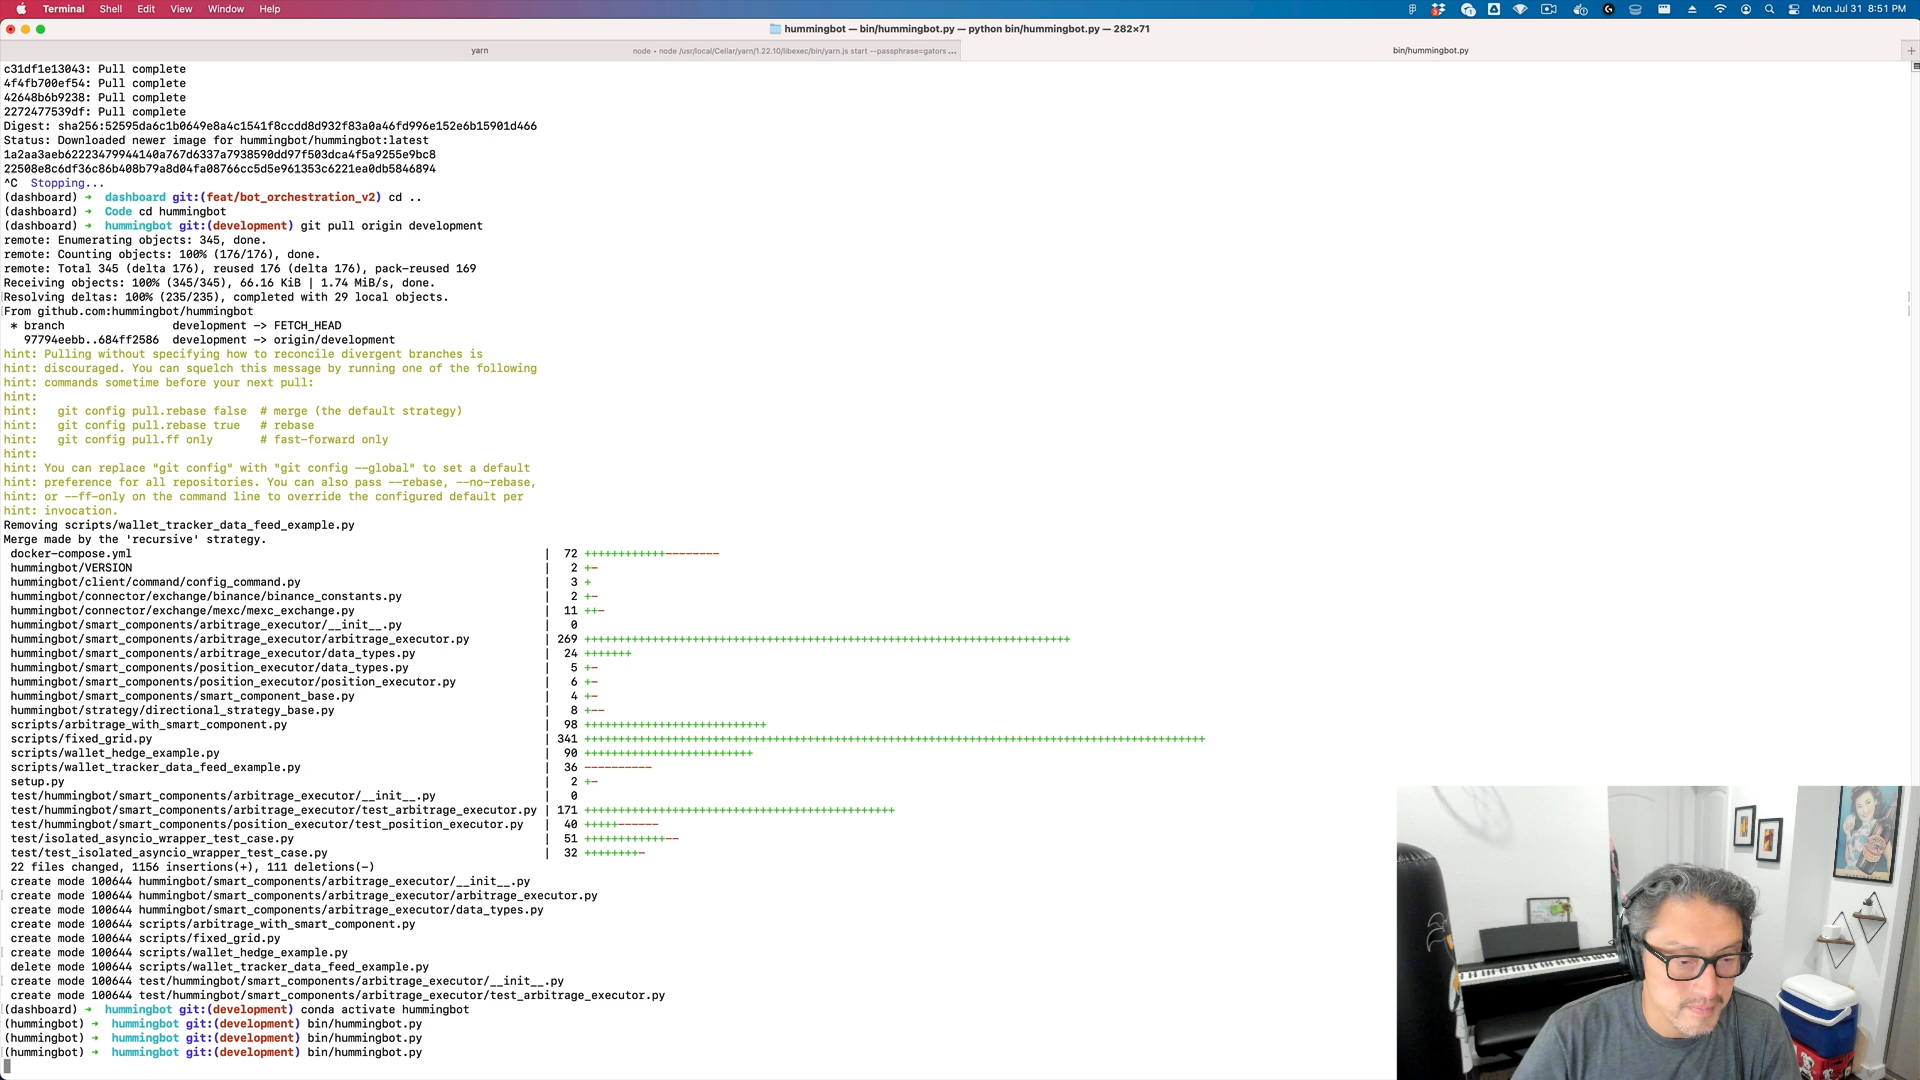 Terminal Shell Edit View Window Help Mon Jul 31 8:51 PM
hummingbot — bin/hummingbot.py — python bin/hummingbot.py — 282×71
yarn
node • node /usr/local/Cellar/yarn/1.22.10/libexec/bin/yarn.js start --passphrase=gators ...
bin/hummingbot.py
c31df1e13043: Pull complete
4f4fb700ef54: Pull complete
42648b6b9238: Pull complete
2272477539df: Pull complete
Digest: sha256:52595da6c1b0649e8a4c1541f8ccdd8d932f83a0a46fd996e152e6b15901d466
Status: Downloaded newer image for hummingbot/hummingbot:latest
1a2aa3aeb62223479944140a767d6337a7938590dd97f503dca4f5a9255e9bc8
22508e8c6df36c86b408b79a8d04fa08766cc5d5e961353c6221ea0db5846894
^C Stopping...
(dashboard) ➜ dashboard git:(feat/bot_orchestration_v2) cd ..
(dashboard) ➜ Code cd hummingbot
(dashboard) ➜ hummingbot git:(development) git pull origin development
remote: Enumerating objects: 345, done.
remote: Counting objects: 100% (176/176), done.
remote: Total 345 (delta 176), reused 176 (delta 176), pack-reused 169
Receiving objects: 100% (345/345), 66.16 KiB | 1.74 MiB/s, done.
Resolving deltas: 100% (235/235), completed with 29 local objects.
From github.com:hummingbot/hummingbot
* branch development -> FETCH_HEAD
97794eebb..684ff2586 development -> origin/development
hint: Pulling without specifying how to reconcile divergent branches is
hint: discouraged. You can squelch this message by running one of the following
hint: commands sometime before your next pull:
hint:
hint: git config pull.rebase false # merge (the default strategy)
hint: git config pull.rebase true # rebase
hint: git config pull.ff only # fast-forward only
hint:
hint: You can replace "git config" with "git config --global" to set a default
hint: preference for all repositories. You can also pass --rebase, --no-rebase,
hint: or --ff-only on the command line to override the configured default per
hint: invocation.
Removing scripts/wallet_tracker_data_feed_example.py
Merge made by the 'recursive' strategy.
docker-compose.yml | 72 ++++++++++++--------
hummingbot/VERSION | 2 +-
hummingbot/client/command/config_command.py | 3 +
hummingbot/connector/exchange/binance/binance_constants.py | 2 +-
hummingbot/connector/exchange/mexc/mexc_exchange.py | 11 ++-
hummingbot/smart_components/arbitrage_executor/__init__.py | 0
hummingbot/smart_components/arbitrage_executor/arbitrage_executor.py | 269 ++++++++++++++++++++++++++++++++++++++++++++++++++++++++++++++++++++++++
hummingbot/smart_components/arbitrage_executor/data_types.py | 24 +++++++
hummingbot/smart_components/position_executor/data_types.py | 5 +-
hummingbot/smart_components/position_executor/position_executor.py | 6 +-
hummingbot/smart_components/smart_component_base.py | 4 +-
hummingbot/strategy/directional_strategy_base.py | 8 +--
scripts/arbitrage_with_smart_component.py | 98 +++++++++++++++++++++++++++
scripts/fixed_grid.py | 341 ++++++++++++++++++++++++++++++++++++++++++++++++++++++++++++++++++++++++++++++++++++++++++++
scripts/wallet_hedge_example.py | 90 +++++++++++++++++++++++++
scripts/wallet_tracker_data_feed_example.py | 36 ----------
setup.py | 2 +-
test/hummingbot/smart_components/arbitrage_executor/__init__.py | 0
test/hummingbot/smart_components/arbitrage_executor/test_arbitrage_executor.py | 171 ++++++++++++++++++++++++++++++++++++++++++++++
test/hummingbot/smart_components/position_executor/test_position_executor.py | 40 +++++------
test/isolated_asyncio_wrapper_test_case.py | 51 ++++++++++++--
test/test_isolated_asyncio_wrapper_test_case.py | 32 ++++++++-
22 files changed, 1156 insertions(+), 111 deletions(-)
create mode 100644 hummingbot/smart_components/arbitrage_executor/__init__.py
create mode 100644 hummingbot/smart_components/arbitrage_executor/arbitrage_executor.py
create mode 100644 hummingbot/smart_components/arbitrage_executor/data_types.py
create mode 100644 scripts/arbitrage_with_smart_component.py
create mode 100644 scripts/fixed_grid.py
create mode 100644 scripts/wallet_hedge_example.py
delete mode 100644 scripts/wallet_tracker_data_feed_example.py
create mode 100644 test/hummingbot/smart_components/arbitrage_executor/__init__.py
create mode 100644 test/hummingbot/smart_components/arbitrage_executor/test_arbitrage_executor.py
(dashboard) ➜ hummingbot git:(development) conda activate hummingbot
(hummingbot) ➜ hummingbot git:(development) bin/hummingbot.py
(hummingbot) ➜ hummingbot git:(development) bin/hummingbot.py
(hummingbot) ➜ hummingbot git:(development) bin/hummingbot.py